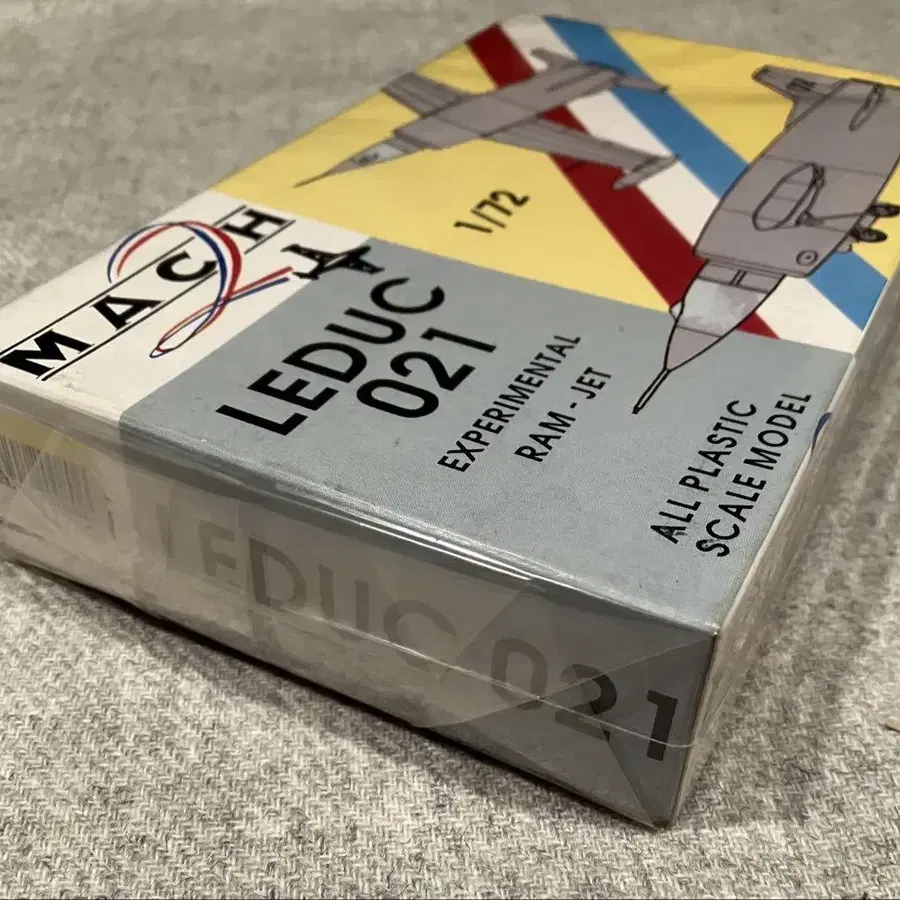 MACH 2
1/72
LEDUC
021
EXPERIMENTAL
RAM - JET
ALL PLASTIC
SCALE MODEL
LEDUC 021